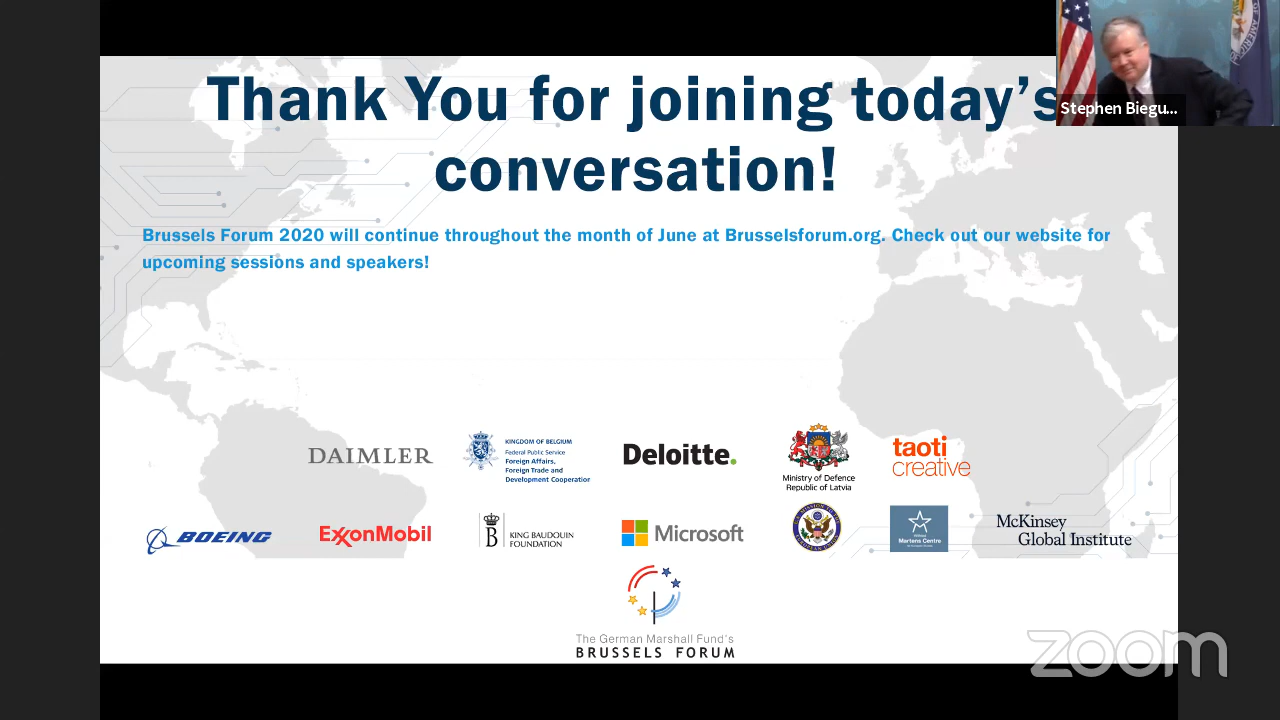 Thank You for joining today's
conversation!
Stephen Biegu...
Brussels Forum 2020 will continue throughout the month of June at Brusselsforum.org. Check out our website for
upcoming sessions and speakers!
DAIMLER
KINGDOM OF BELGIUM
Federal Public Service
Foreign Affairs,
Foreign Trade and
Development Cooperation
Deloitte.
Ministry of Defence
Republic of Latvia
taoti
creative
BOEING
ExxonMobil
B
KING BAUDOUIN
FOUNDATION
Microsoft
Martens Centre
McKinsey
Global Institute
The German Marshall Fund's
BRUSSELS FORUM
zoom